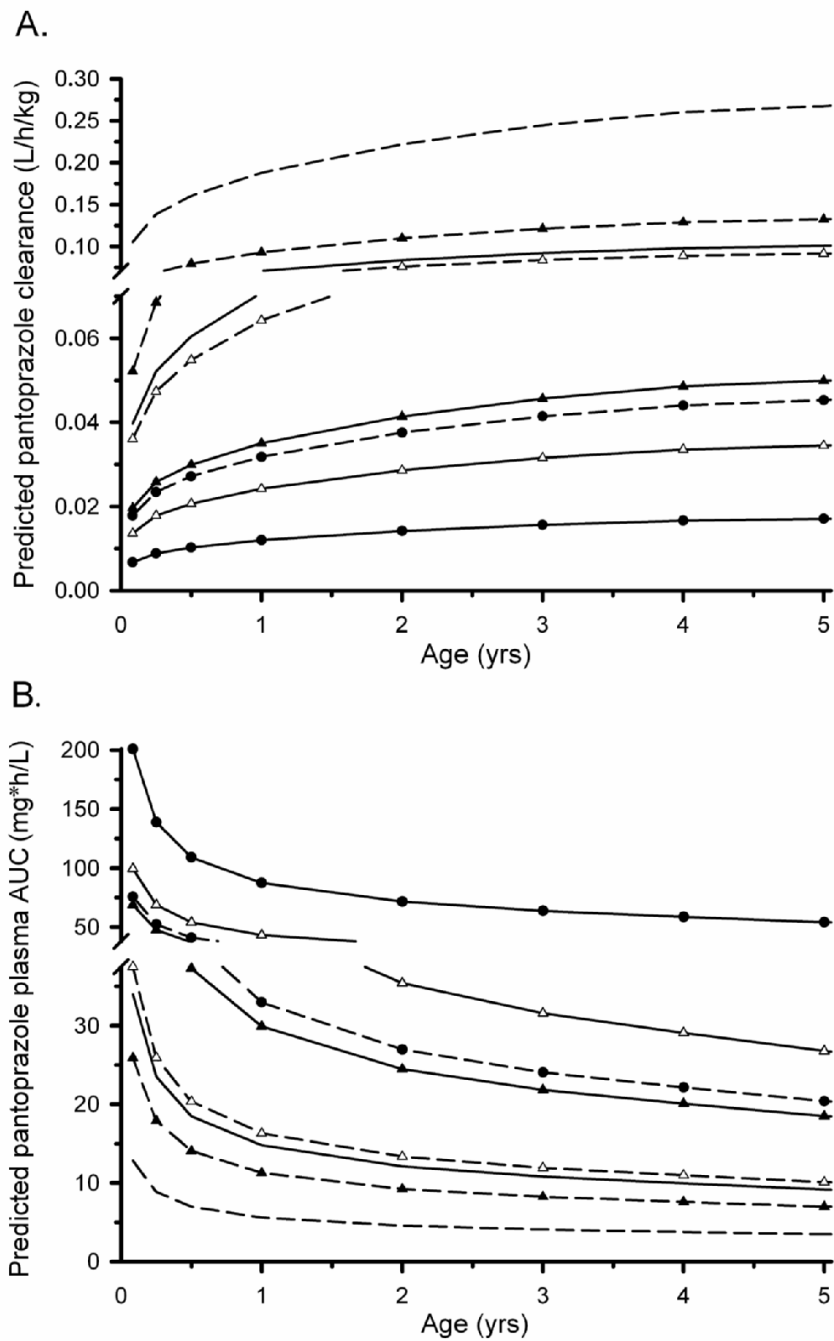 A.
Predicted pantoprazole clearance (L/h/kg)
0.30
0.25
0.20
0.15
0.10
0.06
0.04
0.02
0.00
0 1 2 3 4 5
Age (yrs)
B.
Predicted pantoprazole plasma AUC (mg*h/L)
200
150
100
50
30
20
10
0
0 1 2 3 4 5
Age (yrs)